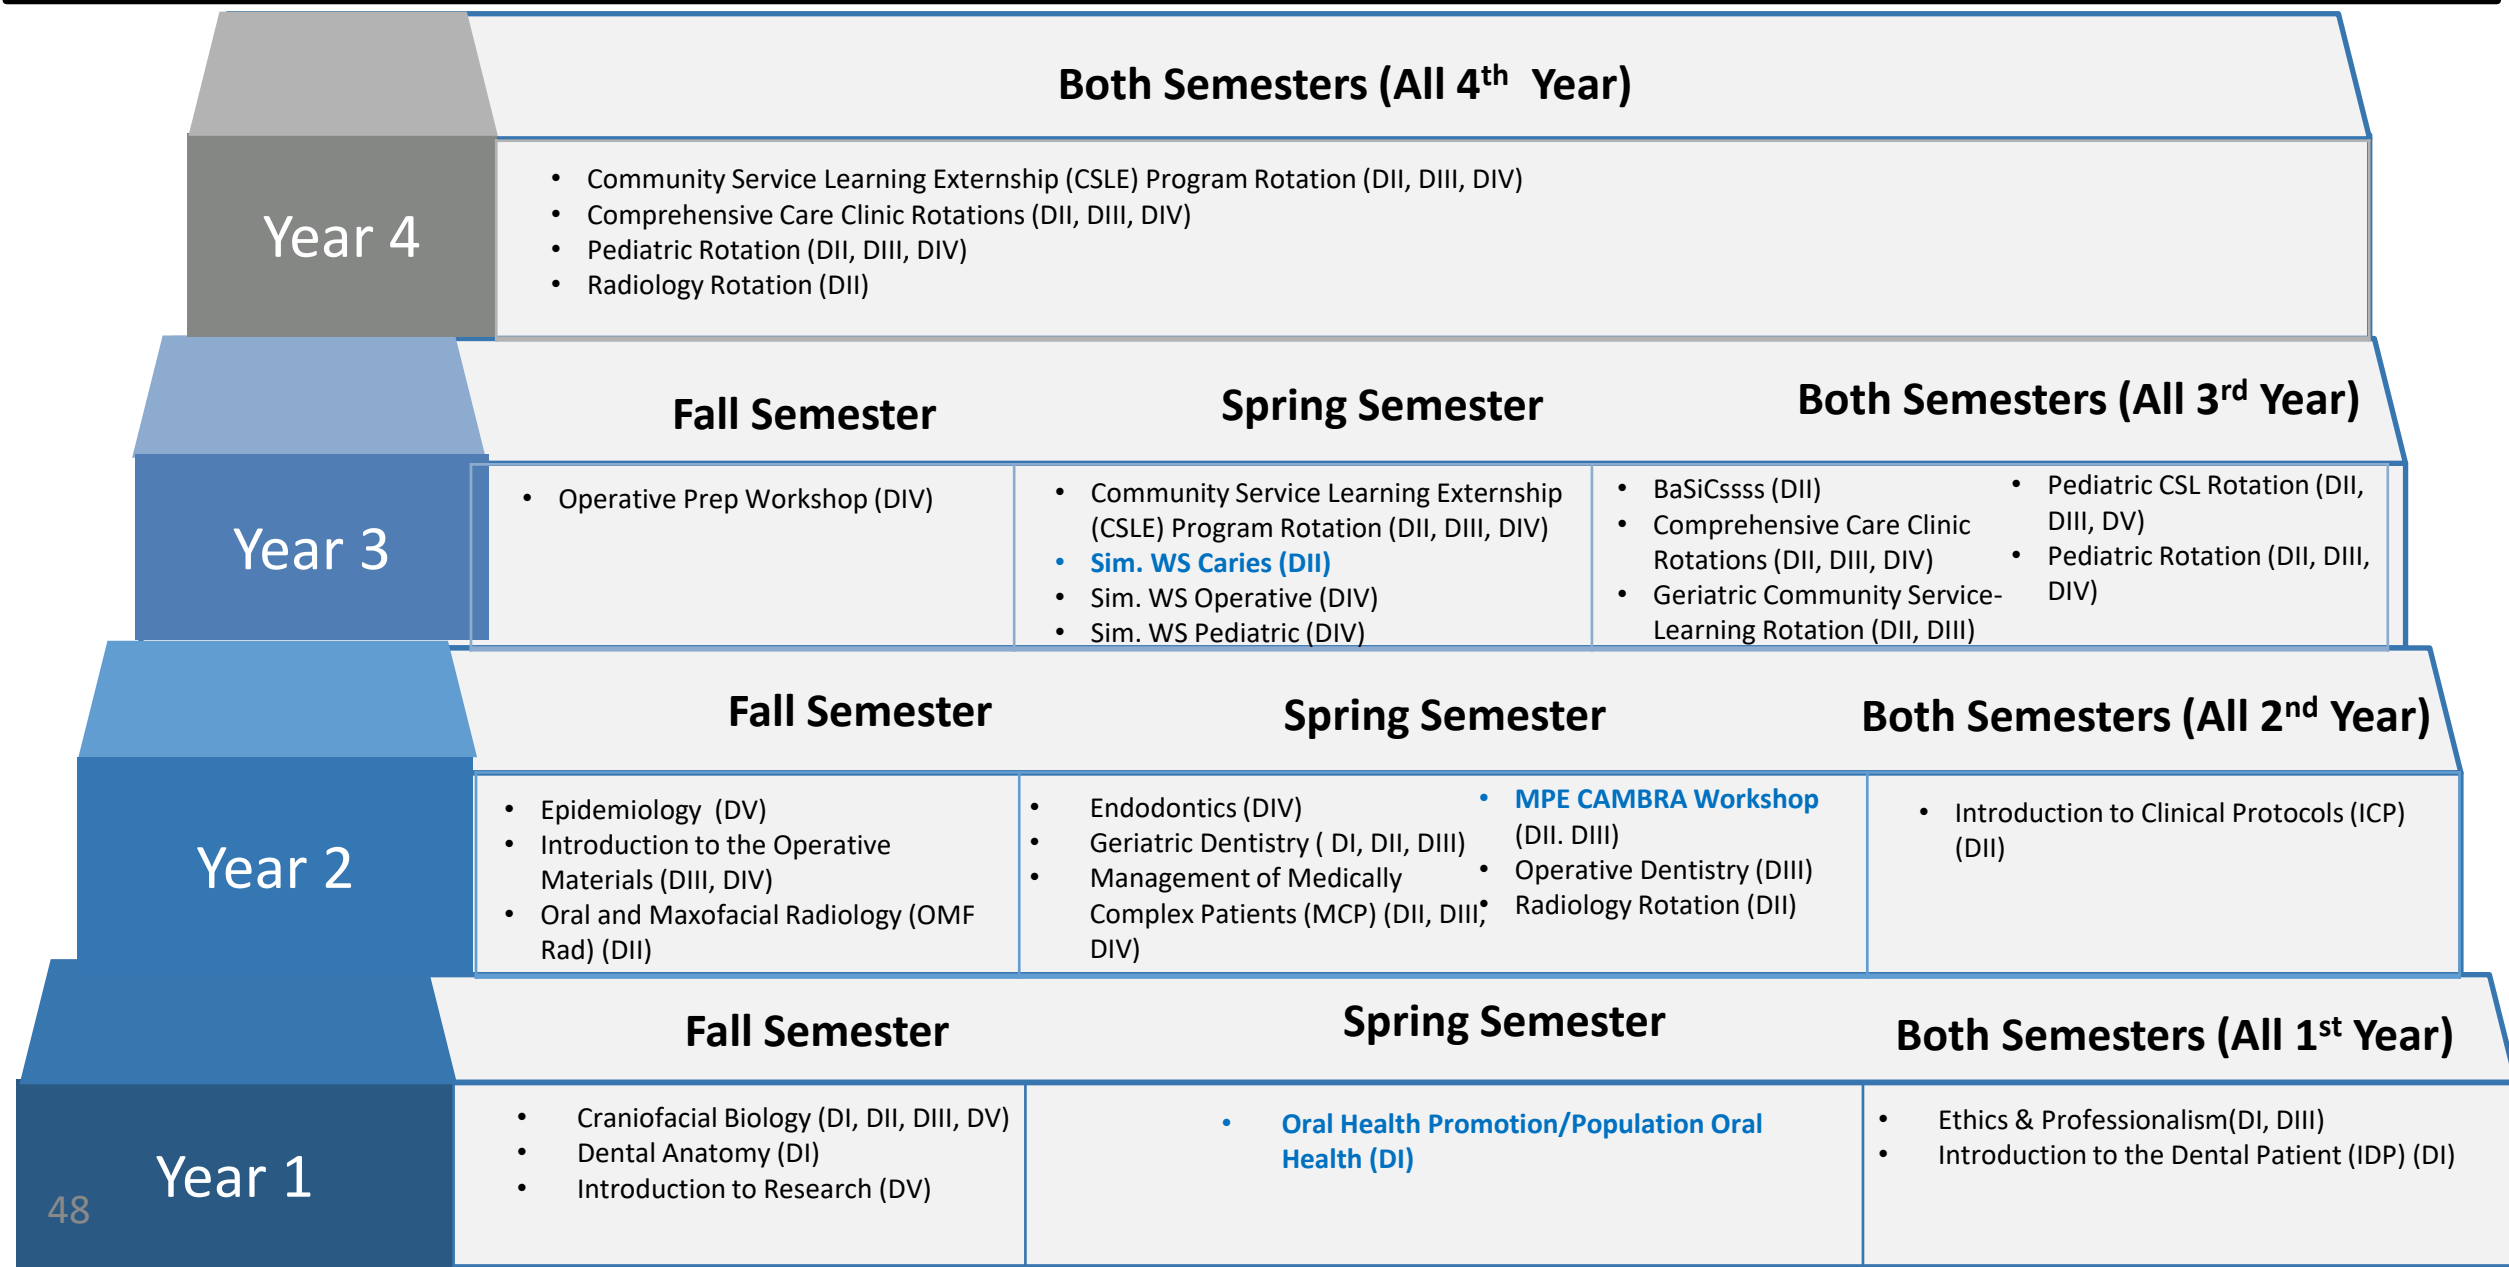 Both Semesters (All 4th Year)
Year 4
• Community Service Learning Externship (CSLE) Program Rotation (DII, DIII, DIV)
• Comprehensive Care Clinic Rotations (DII, DIII, DIV)
• Pediatric Rotation (DII, DIII, DIV)
• Radiology Rotation (DII)
Fall Semester
Spring Semester
Both Semesters (All 3rd Year)
Year 3
• Operative Prep Workshop (DIV)
• Community Service Learning Externship
(CSLE) Program Rotation (DII, DIII, DIV)
• Sim. WS Caries (DII)
• Sim. WS Operative (DIV)
• Sim. WS Pediatric (DIV)
• BaSiCssss (DII)
• Comprehensive Care Clinic
Rotations (DII, DIII, DIV)
• Geriatric Community Service-
Learning Rotation (DII, DIII)
• Pediatric CSL Rotation (DII,
DIII, DV)
• Pediatric Rotation (DII, DIII,
DIV)
Fall Semester
Spring Semester
Both Semesters (All 2nd Year)
Year 2
• Epidemiology (DV)
• Introduction to the Operative
Materials (DIII, DIV)
• Oral and Maxofacial Radiology (OMF
Rad) (DII)
• Endodontics (DIV)
• Geriatric Dentistry ( DI, DII, DIII)
• Management of Medically
Complex Patients (MCP) (DII, DIII,
DIV)
• MPE CAMBRA Workshop
(DII. DIII)
• Operative Dentistry (DIII)
• Radiology Rotation (DII)
• Introduction to Clinical Protocols (ICP)
(DII)
Fall Semester
Spring Semester
Both Semesters (All 1st Year)
Year 1
• Craniofacial Biology (DI, DII, DIII, DV)
• Dental Anatomy (DI)
• Introduction to Research (DV)
• Oral Health Promotion/Population Oral
Health (DI)
• Ethics & Professionalism(DI, DIII)
• Introduction to the Dental Patient (IDP) (DI)
48